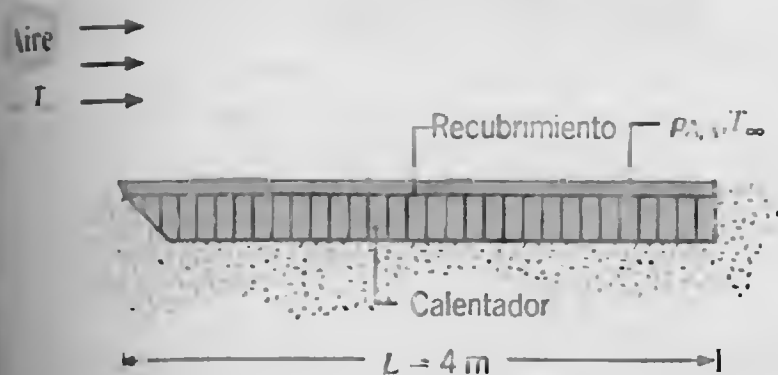 Aire
T
Recubrimiento
T∞
Calentador
L = 4 m